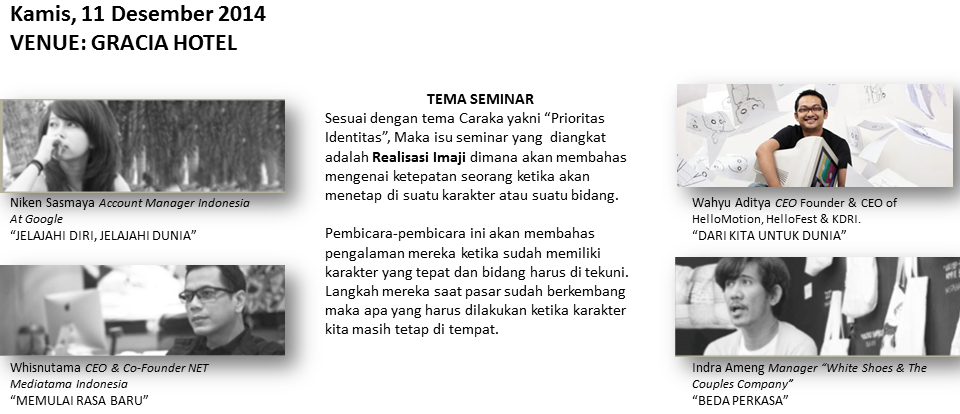 Kamis, 11 Desember 2014
VENUE: GRACIA HOTEL
Niken Sasmaya Account Manager Indonesia
At Google
“JELAJAHI DIRI, JELAJAHI DUNIA”
Whisnutama CEO & Co-Founder NET
Mediatama Indonesia
“MEMULAI RASA BARU”
TEMA SEMINAR
Sesuai dengan tema Caraka yakni “Prioritas
Identitas”, Maka isu seminar yang diangkat
adalah Realisasi Imaji dimana akan membahas
mengenai ketepatan seorang ketika akan
menetap di suatu karakter atau suatu bidang.
Pembicara-pembicara ini akan membahas
pengalaman mereka ketika sudah memiliki
karakter yang tepat dan bidang harus di tekuni.
Langkah mereka saat pasar sudah berkembang
maka apa yang harus dilakukan ketika karakter
kita masih tetap di tempat.
Wahyu Aditya CEO Founder & CEO of
HelloMotion, HelloFest & KDRI.
“DARI KITA UNTUK DUNIA”
Indra Ameng Manager “White Shoes & The
Couples Company”
“BEDA PERKASA”